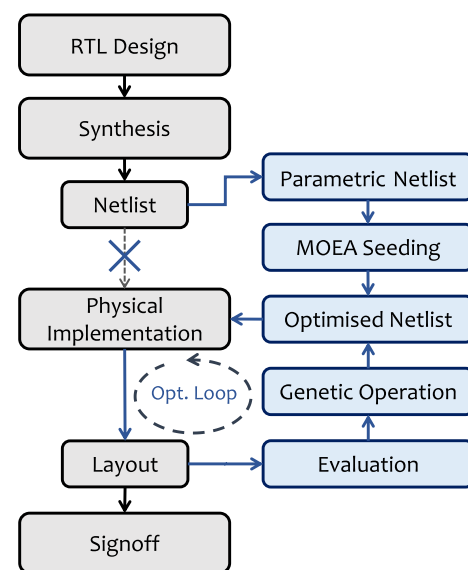 RTL Design
Synthesis
Netlist
Parametric Netlist
MOEA Seeding
Physical
Implementation
Optimised Netlist
Opt. Loop
Genetic Operation
Layout
Evaluation
Signoff